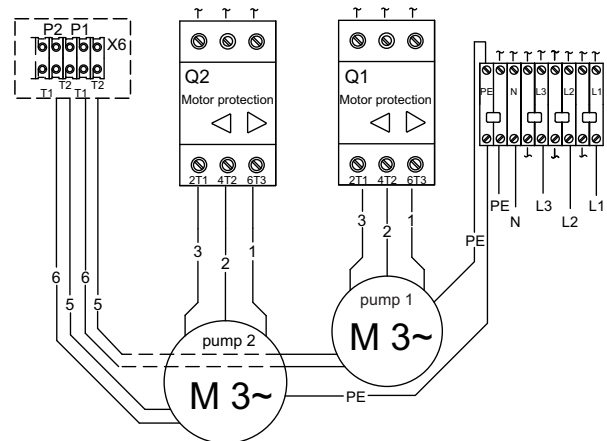 P2 P1
X6
T2 T2
T1 T1
Q2
Motor protection
2T1 4T2 6T3
Q1
Motor protection
2T1 4T2 6T3
PE N L3 L2 L1
PE
N
L3
L2
L1
3 2 1
3 2 1
6 5 6 5
PE
pump 1
M 3~
pump 2
M 3~
PE